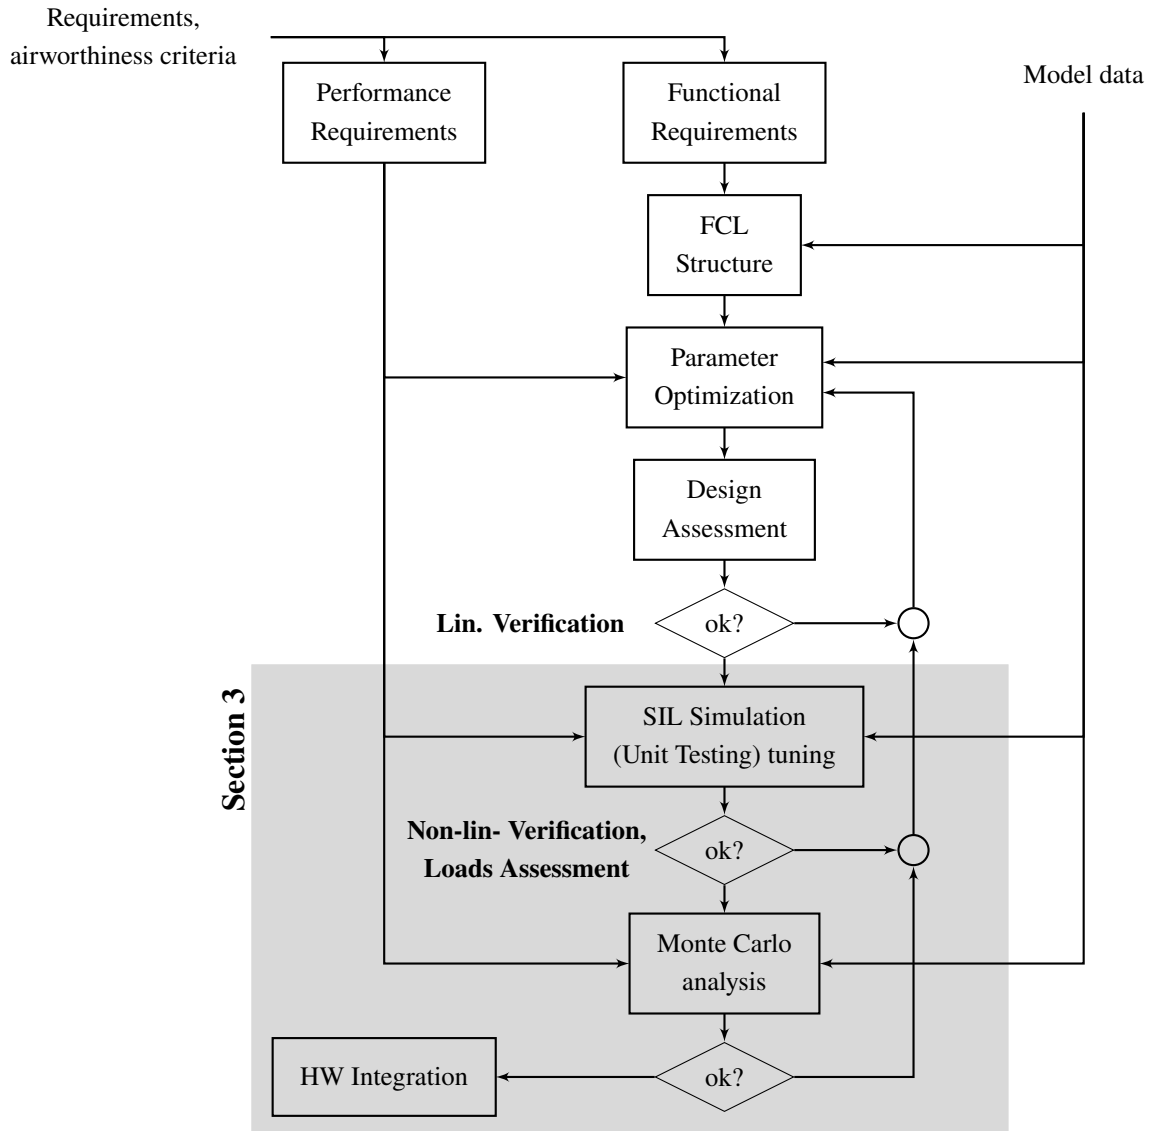 Requirements,
airworthiness criteria
Model data
Performance
Requirements
Functional
Requirements
FCL
Structure
Parameter
Optimization
Design
Assessment
Lin. Verification
ok?
Section 3
SIL Simulation
(Unit Testing) tuning
Non-lin- Verification,
Loads Assessment
ok?
Monte Carlo
analysis
HW Integration
ok?